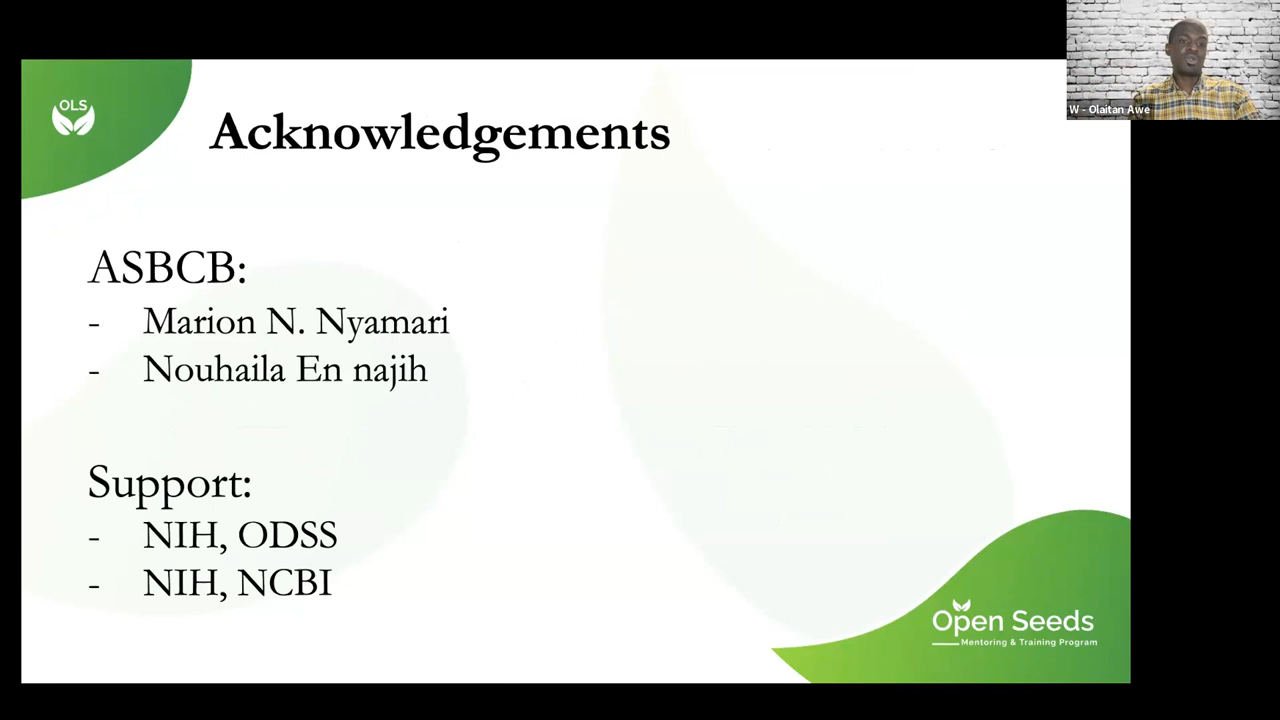 OLS
Acknowledgements
W - Olaitan Awe
ASBCB:
- Marion N. Nyamari
- Nouhaila En najih
Support:
- NIH, ODSS
- NIH, NCBI
Open Seeds
Mentoring & Training Program